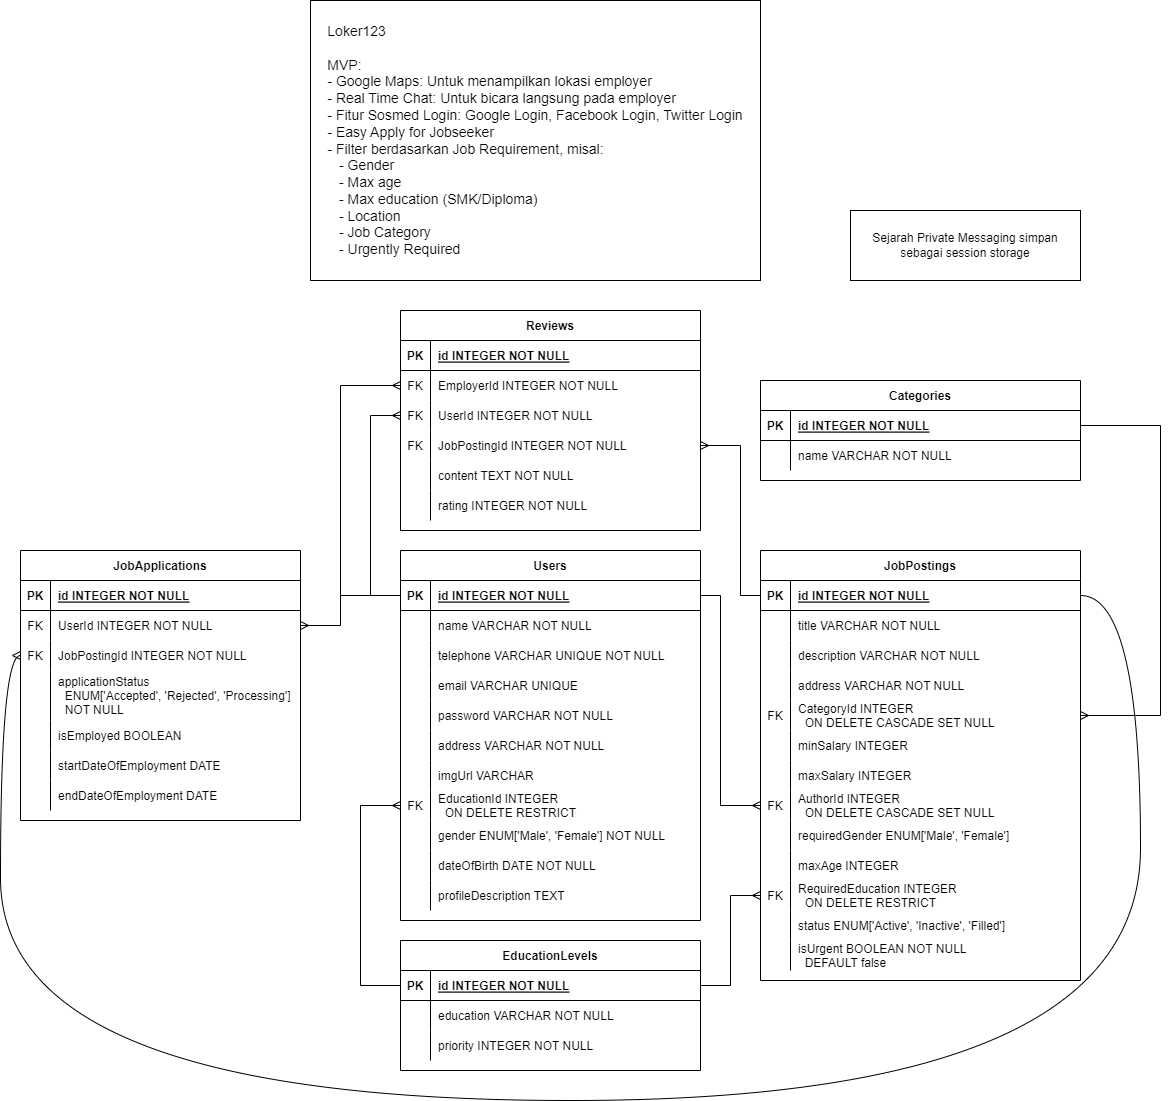 Loker123
MVP:
- Google Maps: Untuk menampilkan lokasi employer
- Real Time Chat: Untuk bicara langsung pada employer
- Fitur Sosmed Login: Google Login, Facebook Login, Twitter Login
- Easy Apply for Jobseeker
- Filter berdasarkan Job Requirement, misal:
- Gender
- Max age
- Max education (SMK/Diploma)
- Location
- Job Category
- Urgently Required
Sejarah Private Messaging simpan
sebagai session storage
Reviews
PK id INTEGER NOT NULL
FK EmployerId INTEGER NOT NULL
FK UserId INTEGER NOT NULL
FK JobPostingId INTEGER NOT NULL
content TEXT NOT NULL
rating INTEGER NOT NULL
Categories
PK id INTEGER NOT NULL
name VARCHAR NOT NULL
JobApplications
PK id INTEGER NOT NULL
FK UserId INTEGER NOT NULL
FK JobPostingId INTEGER NOT NULL
applicationStatus
ENUM['Accepted', 'Rejected', 'Processing']
NOT NULL
isEmployed BOOLEAN
startDateOfEmployment DATE
endDateOfEmployment DATE
Users
PK id INTEGER NOT NULL
name VARCHAR NOT NULL
telephone VARCHAR UNIQUE NOT NULL
email VARCHAR UNIQUE
password VARCHAR NOT NULL
address VARCHAR NOT NULL
imgUrl VARCHAR
FK EducationId INTEGER
ON DELETE RESTRICT
gender ENUM['Male', 'Female'] NOT NULL
dateOfBirth DATE NOT NULL
profileDescription TEXT
JobPostings
PK id INTEGER NOT NULL
title VARCHAR NOT NULL
description VARCHAR NOT NULL
address VARCHAR NOT NULL
FK CategoryId INTEGER
ON DELETE CASCADE SET NULL
minSalary INTEGER
maxSalary INTEGER
FK AuthorId INTEGER
ON DELETE CASCADE SET NULL
requiredGender ENUM['Male', 'Female']
maxAge INTEGER
FK RequiredEducation INTEGER
ON DELETE RESTRICT
status ENUM['Active', 'Inactive', 'Filled']
isUrgent BOOLEAN NOT NULL
DEFAULT false
EducationLevels
PK id INTEGER NOT NULL
education VARCHAR NOT NULL
priority INTEGER NOT NULL